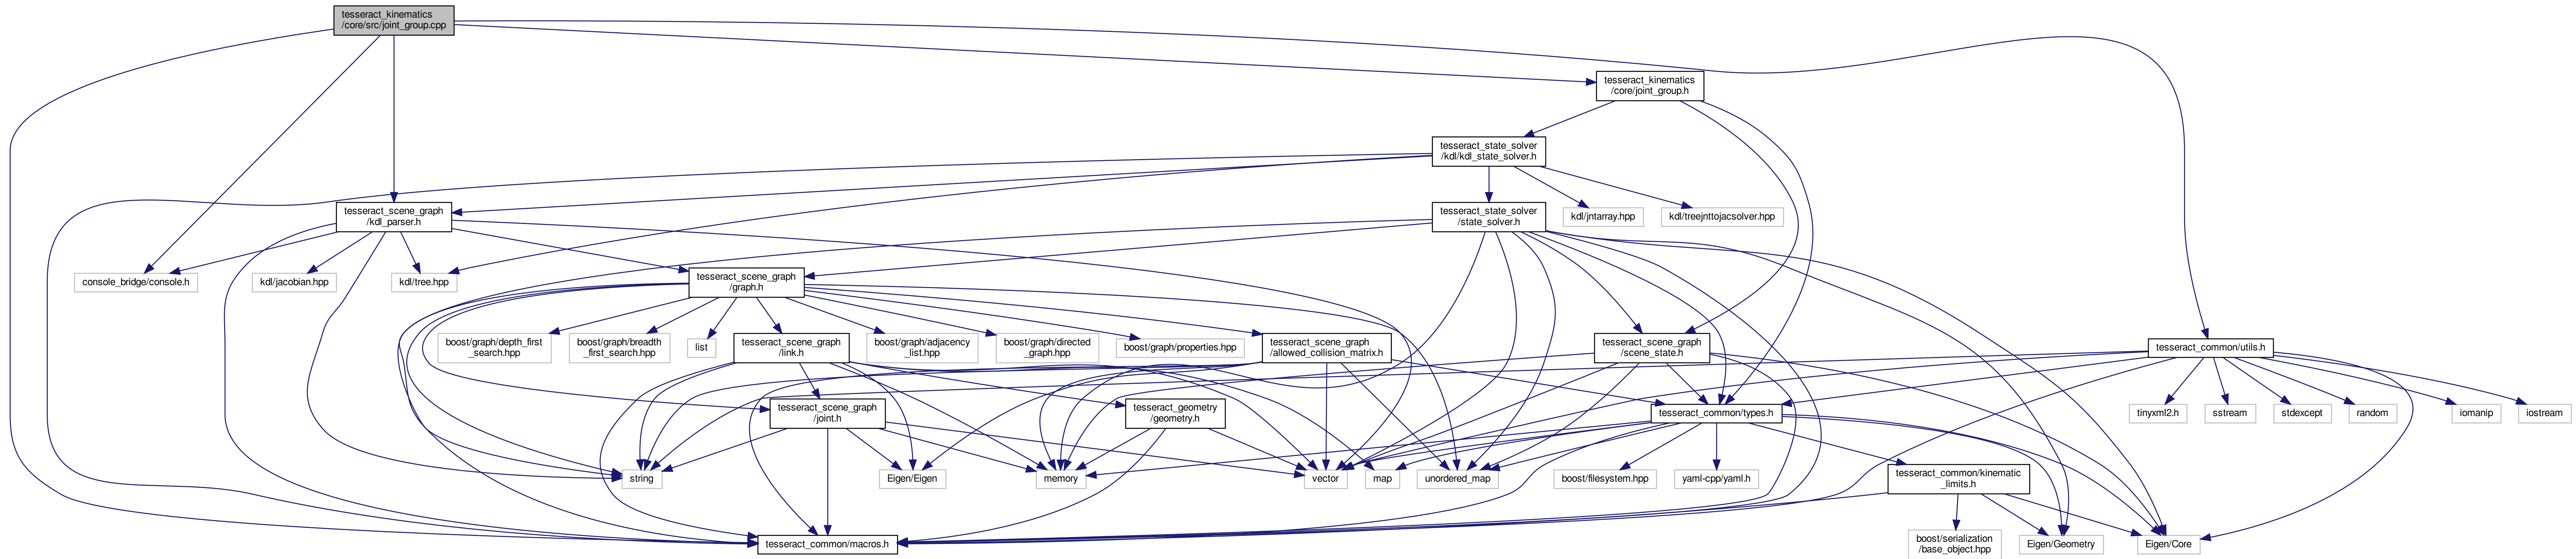 tesseract_kinematics
/core/src/joint_group.cpp
tesseract_kinematics
/core/joint_group.h
tesseract_state_solver
/kdl/kdl_state_solver.h
tesseract_scene_graph
/kdl_parser.h
tesseract_state_solver
/state_solver.h
kdl/jntarray.hpp
kdl/treejnttojacsolver.hpp
console_bridge/console.h
kdl/jacobian.hpp
kdl/tree.hpp
tesseract_scene_graph
/graph.h
boost/graph/depth_first
_search.hpp
boost/graph/breadth
_first_search.hpp
list
tesseract_scene_graph
/link.h
boost/graph/adjacency
_list.hpp
boost/graph/directed
_graph.hpp
boost/graph/properties.hpp
tesseract_scene_graph
/allowed_collision_matrix.h
tesseract_scene_graph
/scene_state.h
tesseract_common/utils.h
tesseract_scene_graph
/joint.h
tesseract_geometry
/geometry.h
tesseract_common/types.h
tinyxml2.h
sstream
stdexcept
random
iomanip
iostream
string
Eigen/Eigen
memory
vector
map
unordered_map
boost/filesystem.hpp
yaml-cpp/yaml.h
tesseract_common/kinematic
_limits.h
tesseract_common/macros.h
boost/serialization
/base_object.hpp
Eigen/Geometry
Eigen/Core